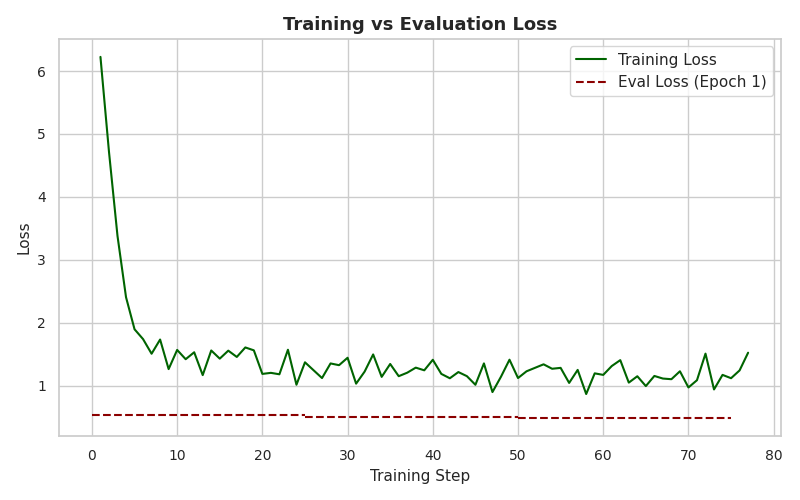 Training vs Evaluation Loss
Training Loss
Eval Loss (Epoch 1)
Loss
6
5
4
3
2
1
0 10 20 30 40 50 60 70 80
Training Step